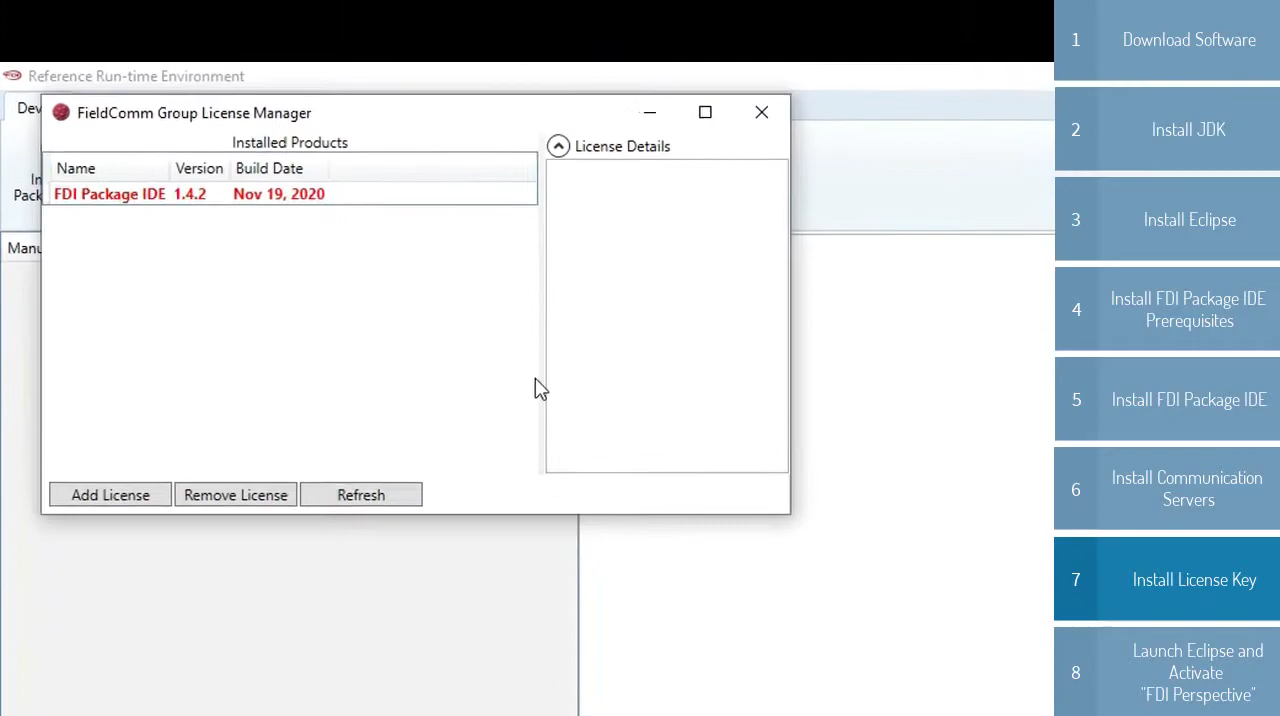 Reference Run-time Environment
Dev
In
Pack
Manu
FieldComm Group License Manager
Installed Products
Name Version Build Date
FDI Package IDE 1.4.2 Nov 19, 2020
License Details
Add License Remove License Refresh
1 Download Software
2 Install JDK
3 Install Eclipse
4 Install FDI Package IDE
Prerequisites
5 Install FDI Package IDE
6 Install Communication
Servers
7 Install License Key
8 Launch Eclipse and
Activate
"FDI Perspective"